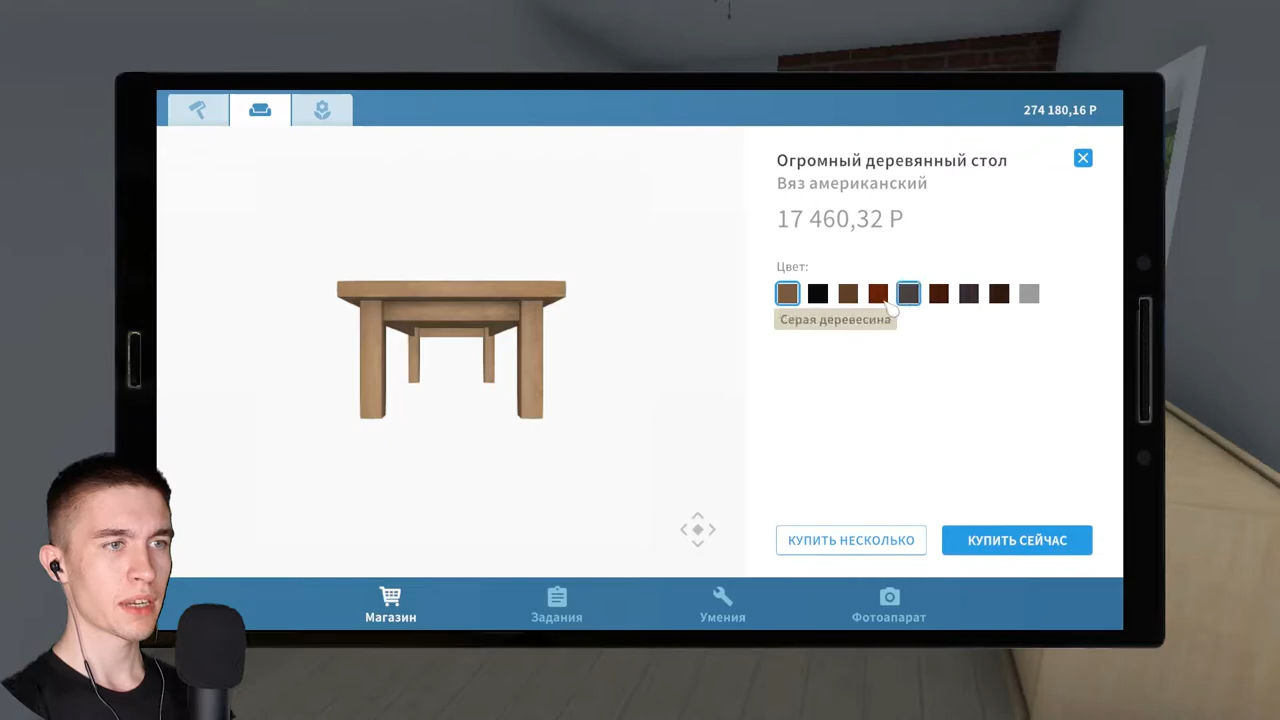 274 180,16 Р
Огромный деревянный стол
Вяз американский
17 460,32 Р
Цвет:
Серая деревесина
КУПИТЬ НЕСКОЛЬКО
КУПИТЬ СЕЙЧАС
Магазин
Задания
Умения
Фотоапарат